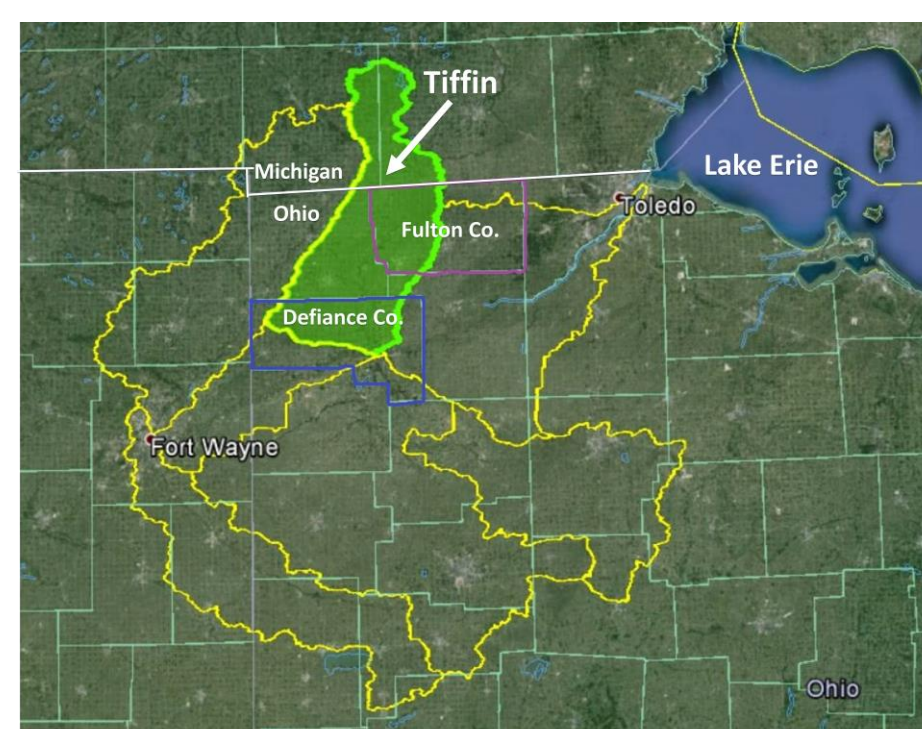 Tiffin
Michigan
Lake Erie
Ohio
Toledo
Fulton Co.
Defiance Co.
Fort Wayne
Ohio